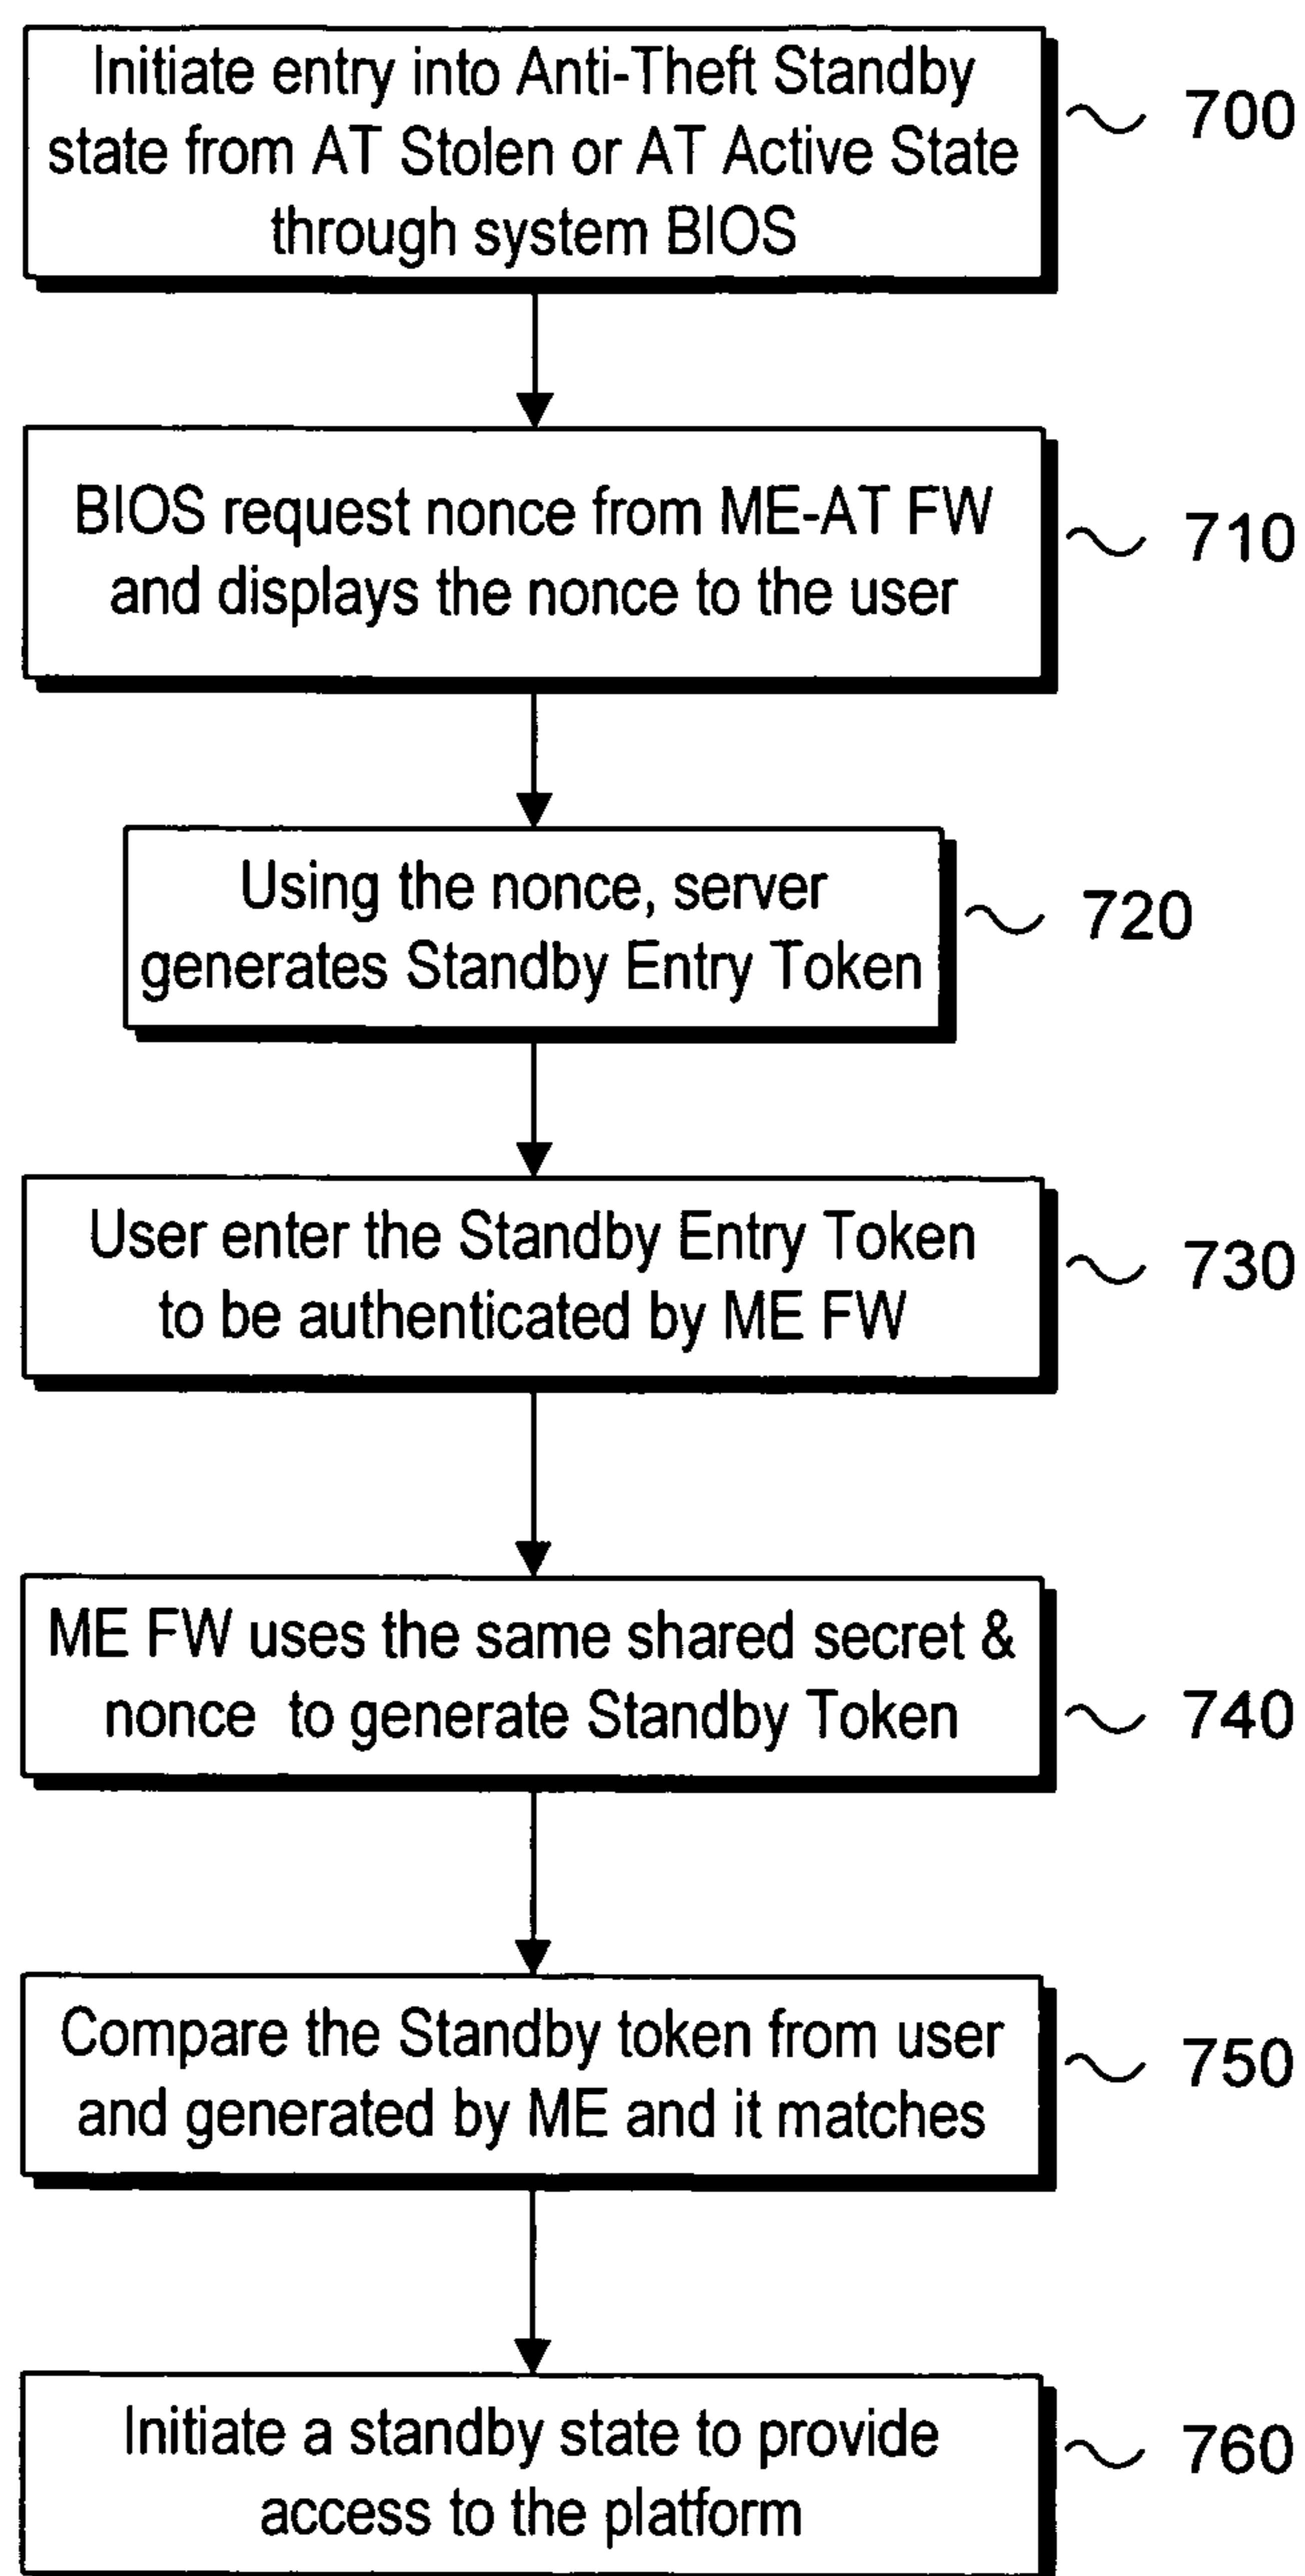 Initiate entry into Anti-Theft Standby
state from AT Stolen or AT Active State
through system BIOS
700
BIOS request nonce from ME-AT FW
and displays the nonce to the user
710
Using the nonce, server
generates Standby Entry Token
720
User enter the Standby Entry Token
to be authenticated by ME FW
730
ME FW uses the same shared secret &
nonce to generate Standby Token
740
Compare the Standby token from user
and generated by ME and it matches
750
Initiate a standby state to provide
access to the platform
760